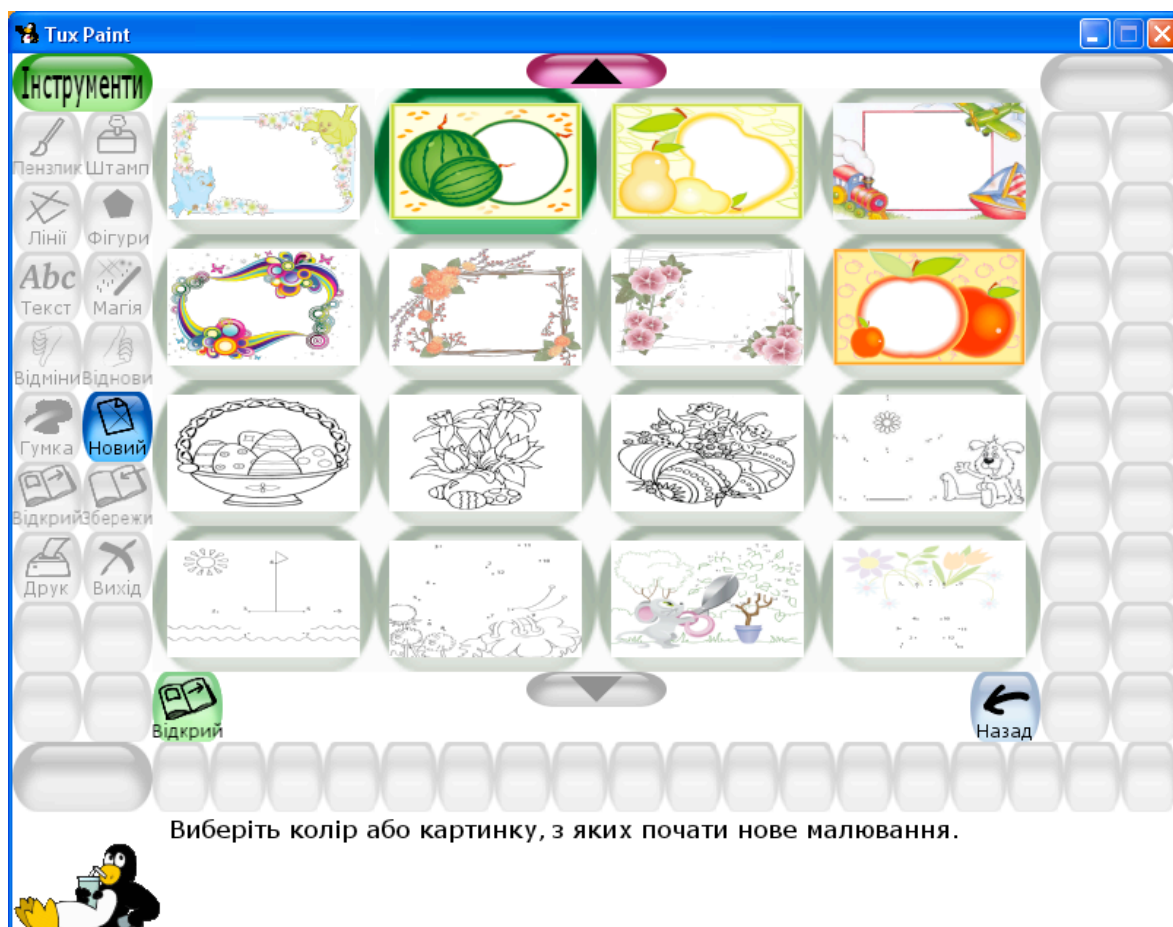 Tux Paint
Інструменти
Пензлик Штамп
Лінії Фігури
Abc
Текст Магія
Відміни Віднови
Гумка Новий
Відкрий Збережи
Друк Вихід
Відкрий
Назад
Виберіть колір або картинку, з яких почати нове малювання.